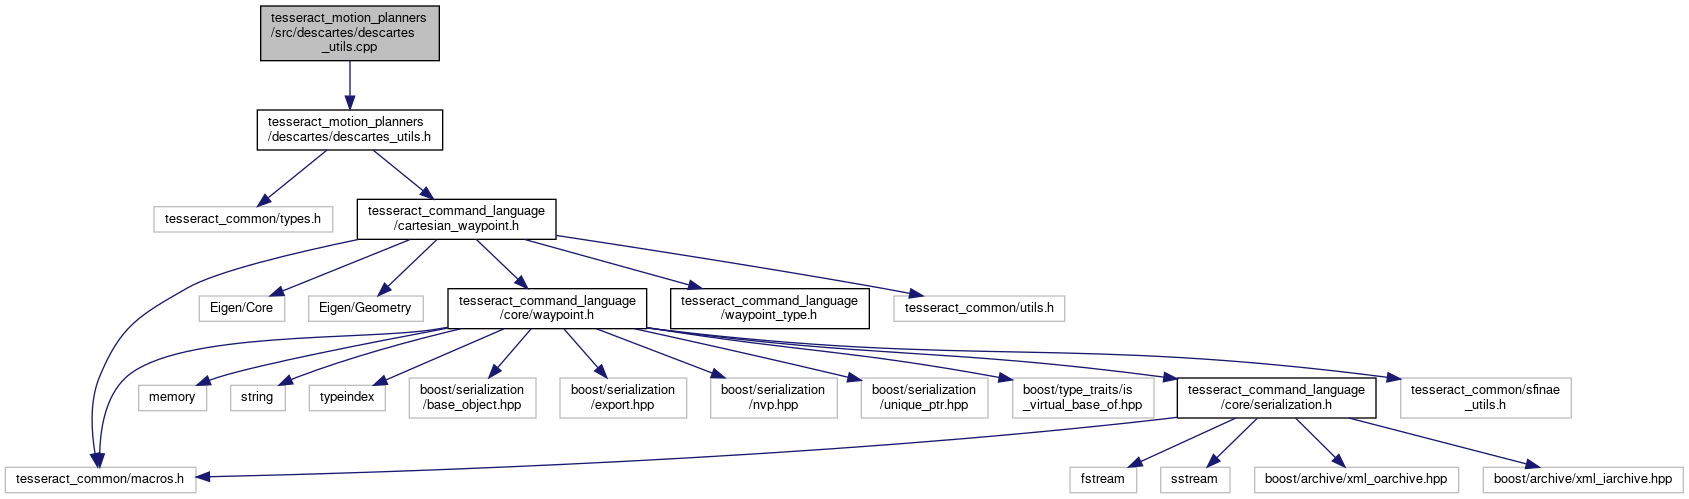 tesseract_motion_planners
/src/descartes/descartes
_utils.cpp
tesseract_motion_planners
/descartes/descartes_utils.h
tesseract_common/types.h
tesseract_command_language
/cartesian_waypoint.h
Eigen/Core
Eigen/Geometry
tesseract_command_language
/core/waypoint.h
tesseract_command_language
/waypoint_type.h
tesseract_common/utils.h
memory
string
typeindex
boost/serialization
/base_object.hpp
boost/serialization
/export.hpp
boost/serialization
/nvp.hpp
boost/serialization
/unique_ptr.hpp
boost/type_traits/is
_virtual_base_of.hpp
tesseract_command_language
/core/serialization.h
tesseract_common/sfinae
_utils.h
tesseract_common/macros.h
fstream
sstream
boost/archive/xml_oarchive.hpp
boost/archive/xml_iarchive.hpp